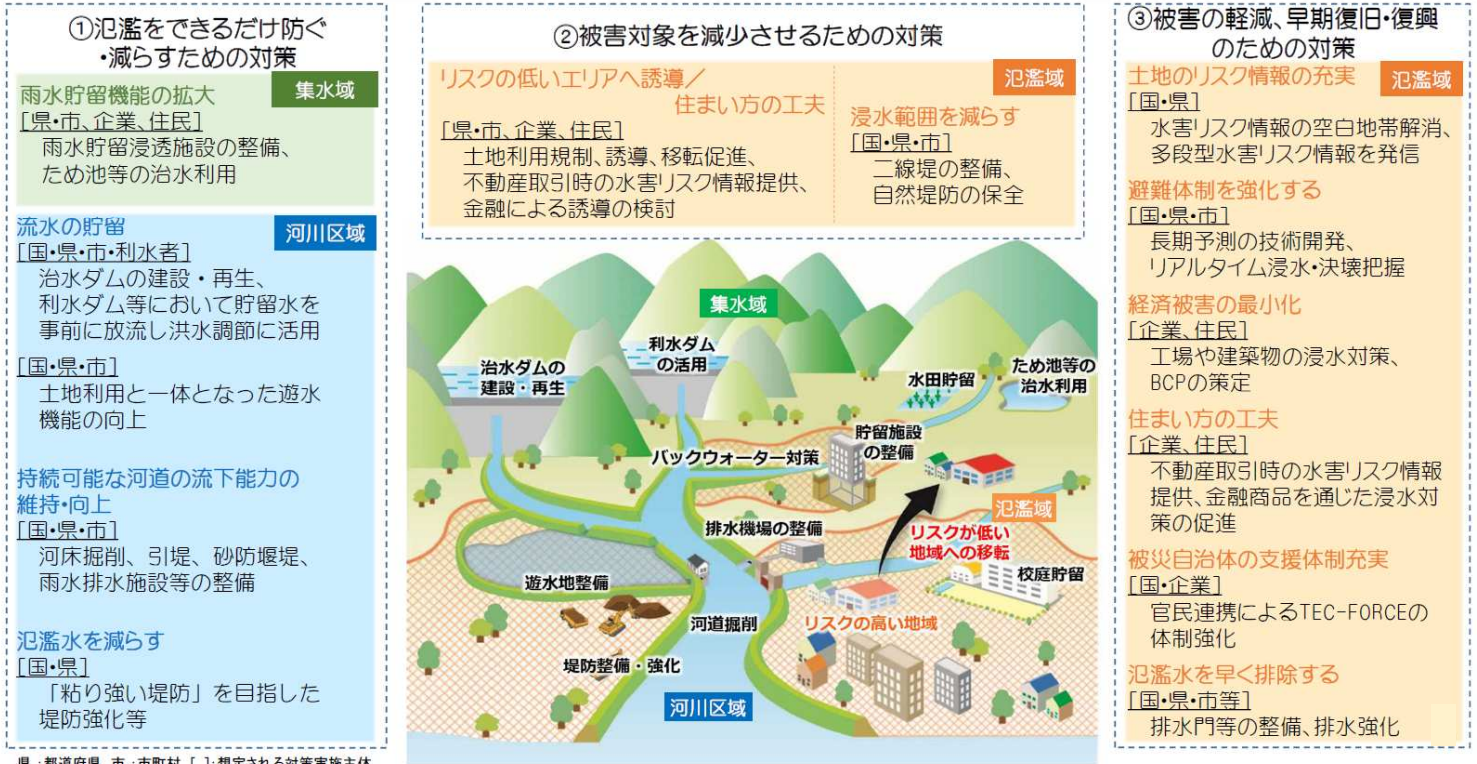 ①氾濫をできるだけ防ぐ
・減らすための対策
集水域
雨水貯留機能の拡大
[県・市、企業、住民]
雨水貯留浸透施設の整備、
ため池等の治水利用
河川区域
流水の貯留
[国・県・市・利水者]
治水ダムの建設・再生、
利水ダム等において貯留水を
事前に放流し洪水調節に活用
[国・県・市]
土地利用と一体となった遊水
機能の向上
持続可能な河道の流下能力の
維持・向上
[国・県・市]
河床掘削、引堤、砂防堰堤、
雨水排水施設等の整備
氾濫水を減らす
[国・県]
「粘り強い堤防」を目指した
堤防強化等
県:都道府県 市:市町村 [ ]:想定される対策実施主体
②被害対象を減少させるための対策
リスクの低いエリアへ誘導／
住まい方の工夫
[県・市、企業、住民]
土地利用規制、誘導、移転促進、
不動産取引時の水害リスク情報提供、
金融による誘導の検討
氾濫域
浸水範囲を減らす
[国・県・市]
二線堤の整備、
自然堤防の保全
集水域
治水ダムの
建設・再生
利水ダム
の活用
水田貯留
ため池等の
治水利用
バックウォーター対策
貯留施設
の整備
氾濫域
排水機場の整備
リスクが低い
地域への移転
遊水地整備
校庭貯留
河道掘削
リスクの高い地域
堤防整備・強化
河川区域
③被害の軽減、早期復旧・復興
のための対策
氾濫域
土地のリスク情報の充実
[国・県]
水害リスク情報の空白地帯解消、
多段型水害リスク情報を発信
避難体制を強化する
[国・県・市]
長期予測の技術開発、
リアルタイム浸水・決壊把握
経済被害の最小化
[企業、住民]
工場や建築物の浸水対策、
BCPの策定
住まい方の工夫
[企業、住民]
不動産取引時の水害リスク情報
提供、金融商品を通じた浸水対
策の促進
被災自治体の支援体制充実
[国・企業]
官民連携によるTEC-FORCEの
体制強化
氾濫水を早く排除する
[国・県・市等]
排水門等の整備、排水強化